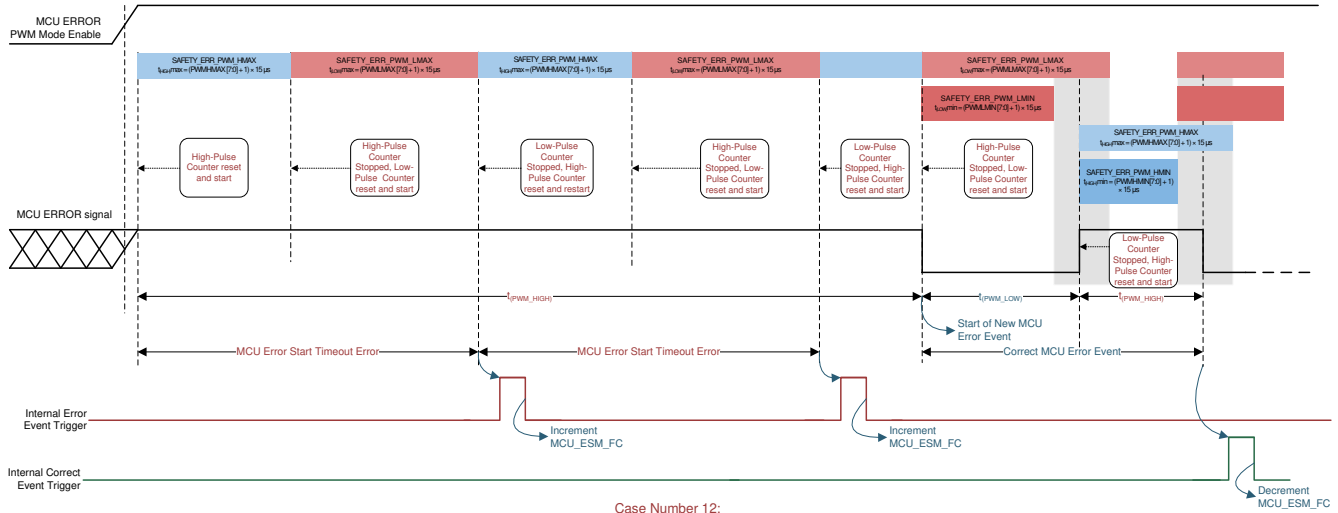 MCU ERROR
PWM Mode Enable
SAFETY_ERR_PWM_HMAX
tHIGHmax = (PWMHMAX[7:0] + 1) × 15 µs
SAFETY_ERR_PWM_LMAX
tLOWmax = (PWMLMAX[7:0] + 1) × 15 µs
SAFETY_ERR_PWM_HMAX
tHIGHmax = (PWMHMAX[7:0] + 1) × 15 µs
SAFETY_ERR_PWM_LMAX
tLOWmax = (PWMLMAX[7:0] + 1) × 15 µs
SAFETY_ERR_PWM_LMAX
tLOWmax = (PWMLMAX[7:0] + 1) × 15 µs
SAFETY_ERR_PWM_LMIN
tLOWmin = (PWMLMIN[7:0] + 1) × 15 µs
SAFETY_ERR_PWM_HMAX
tHIGHmax = (PWMHMAX[7:0] + 1) × 15 µs
SAFETY_ERR_PWM_HMIN
tHIGHmin = (PWMHMIN[7:0] + 1)
× 15 µs
High-Pulse
Counter reset
and start
High-Pulse
Counter
Stopped, Low-
Pulse Counter
reset and start
Low-Pulse
Counter
Stopped, High-
Pulse Counter
reset and restart
High-Pulse
Counter
Stopped, Low-
Pulse Counter
reset and start
Low-Pulse
Counter
Stopped, High-
Pulse Counter
reset and start
High-Pulse
Counter
Stopped, Low-
Pulse Counter
reset and start
Low-Pulse
Counter
Stopped, High-
Pulse Counter
reset and start
MCU ERROR signal
t(PWM_HIGH)
t(PWM_LOW)
t(PWM_HIGH)
Start of New MCU
Error Event
MCU Error Start Timeout Error
MCU Error Start Timeout Error
Correct MCU Error Event
Internal Error
Event Trigger
Increment
MCU_ESM_FC
Increment
MCU_ESM_FC
Internal Correct
Event Trigger
Decrement
MCU_ESM_FC
Case Number 12: